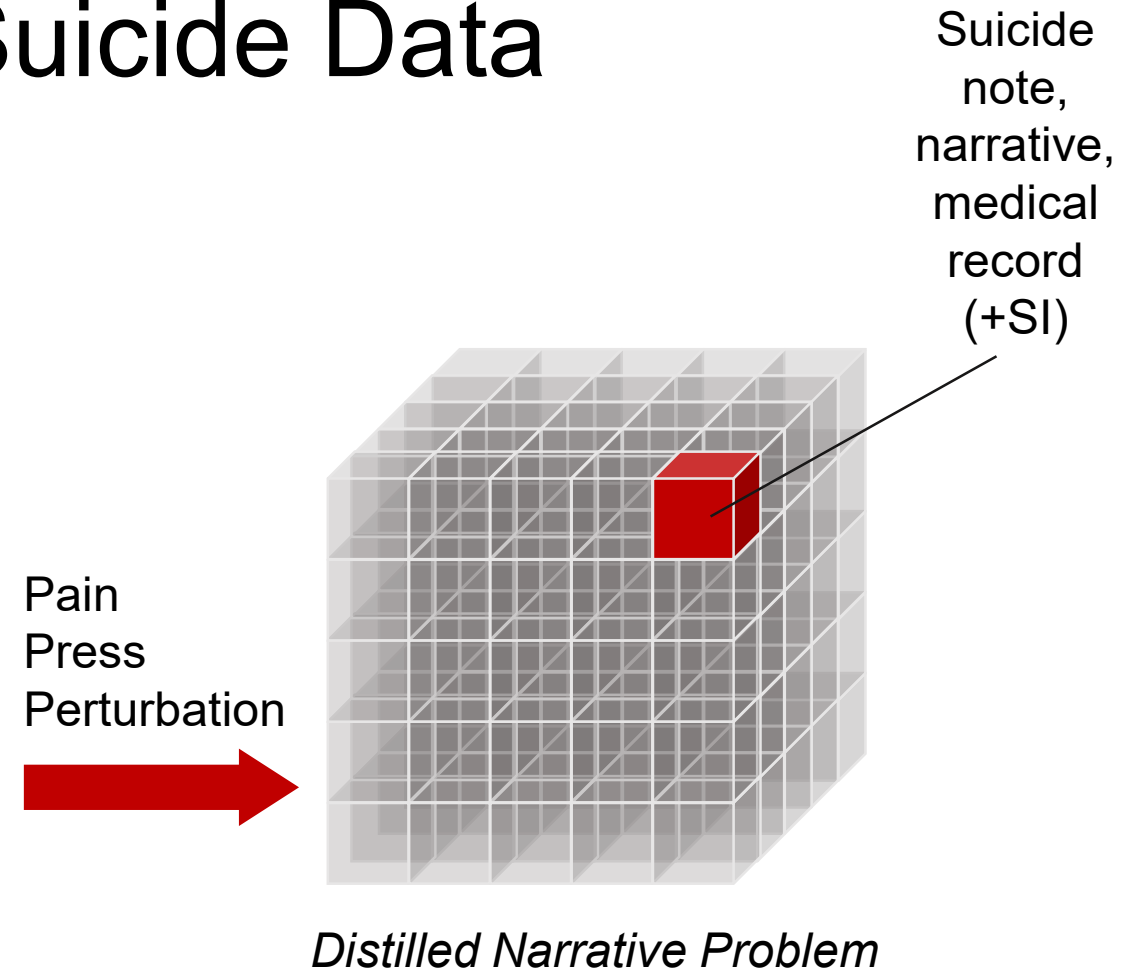 Suicide Data
Suicide
note,
narrative,
medical
record
(+SI)
Pain
Press
Perturbation
Distilled Narrative Problem